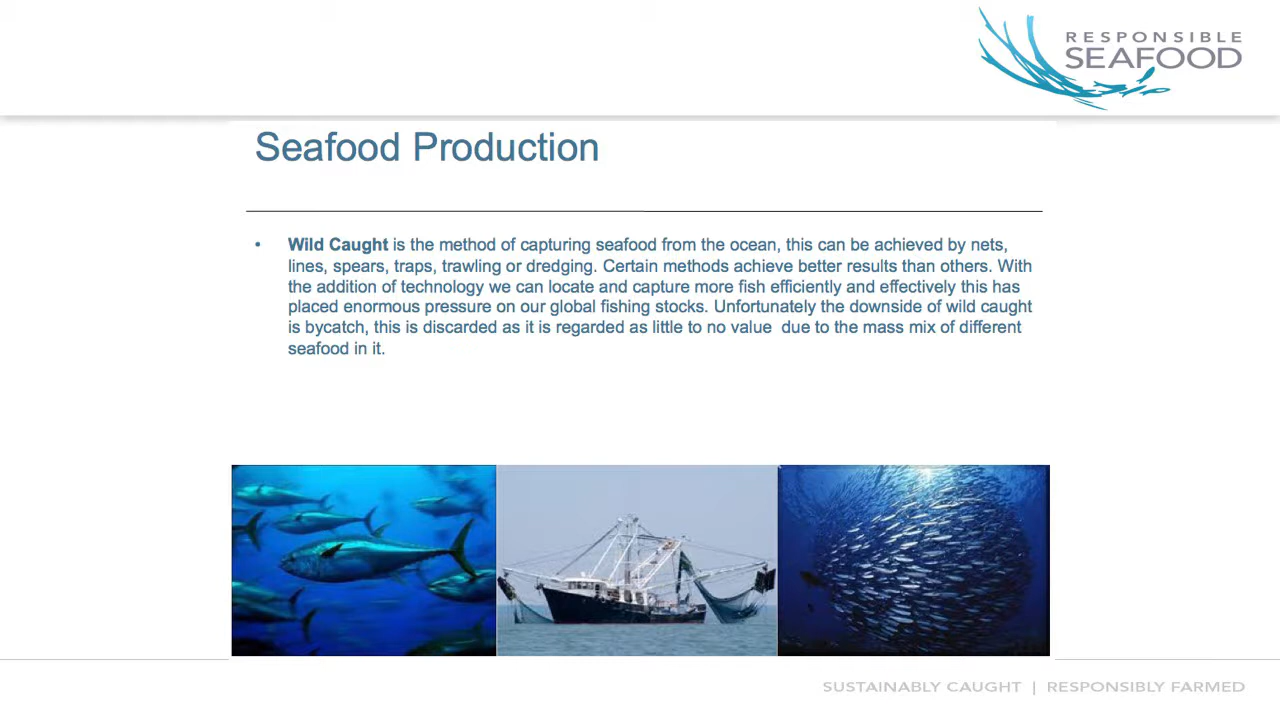 RESPONSIBLE
SEAFOOD
Seafood Production
• Wild Caught is the method of capturing seafood from the ocean, this can be achieved by nets,
lines, spears, traps, trawling or dredging. Certain methods achieve better results than others. With
the addition of technology we can locate and capture more fish efficiently and effectively this has
placed enormous pressure on our global fishing stocks. Unfortunately the downside of wild caught
is bycatch, this is discarded as it is regarded as little to no value  due to the mass mix of different
seafood in it.
SUSTAINABLY CAUGHT | RESPONSIBLY FARMED